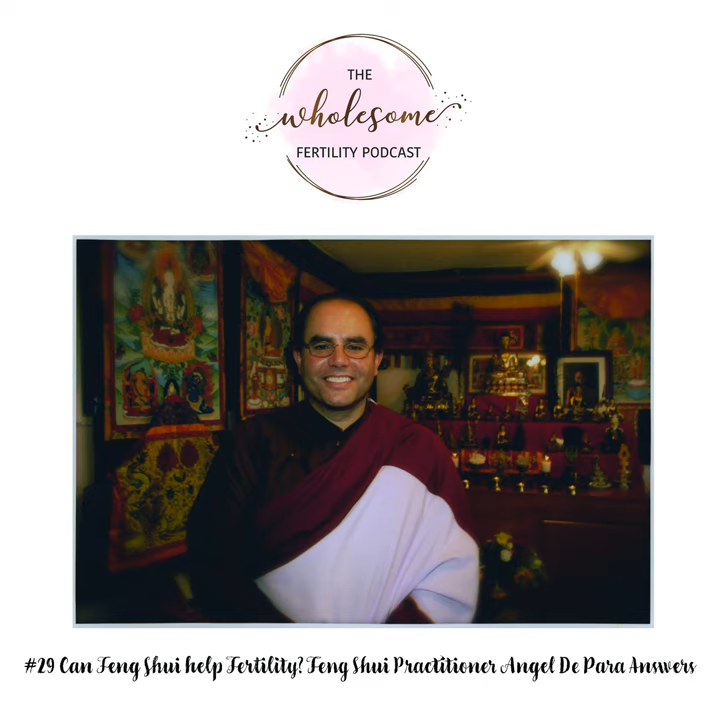 THE
wholesome
FERTILITY PODCAST
#29 Can Feng Shui help Fertility? Feng Shui Practitioner Angel De Para Answers